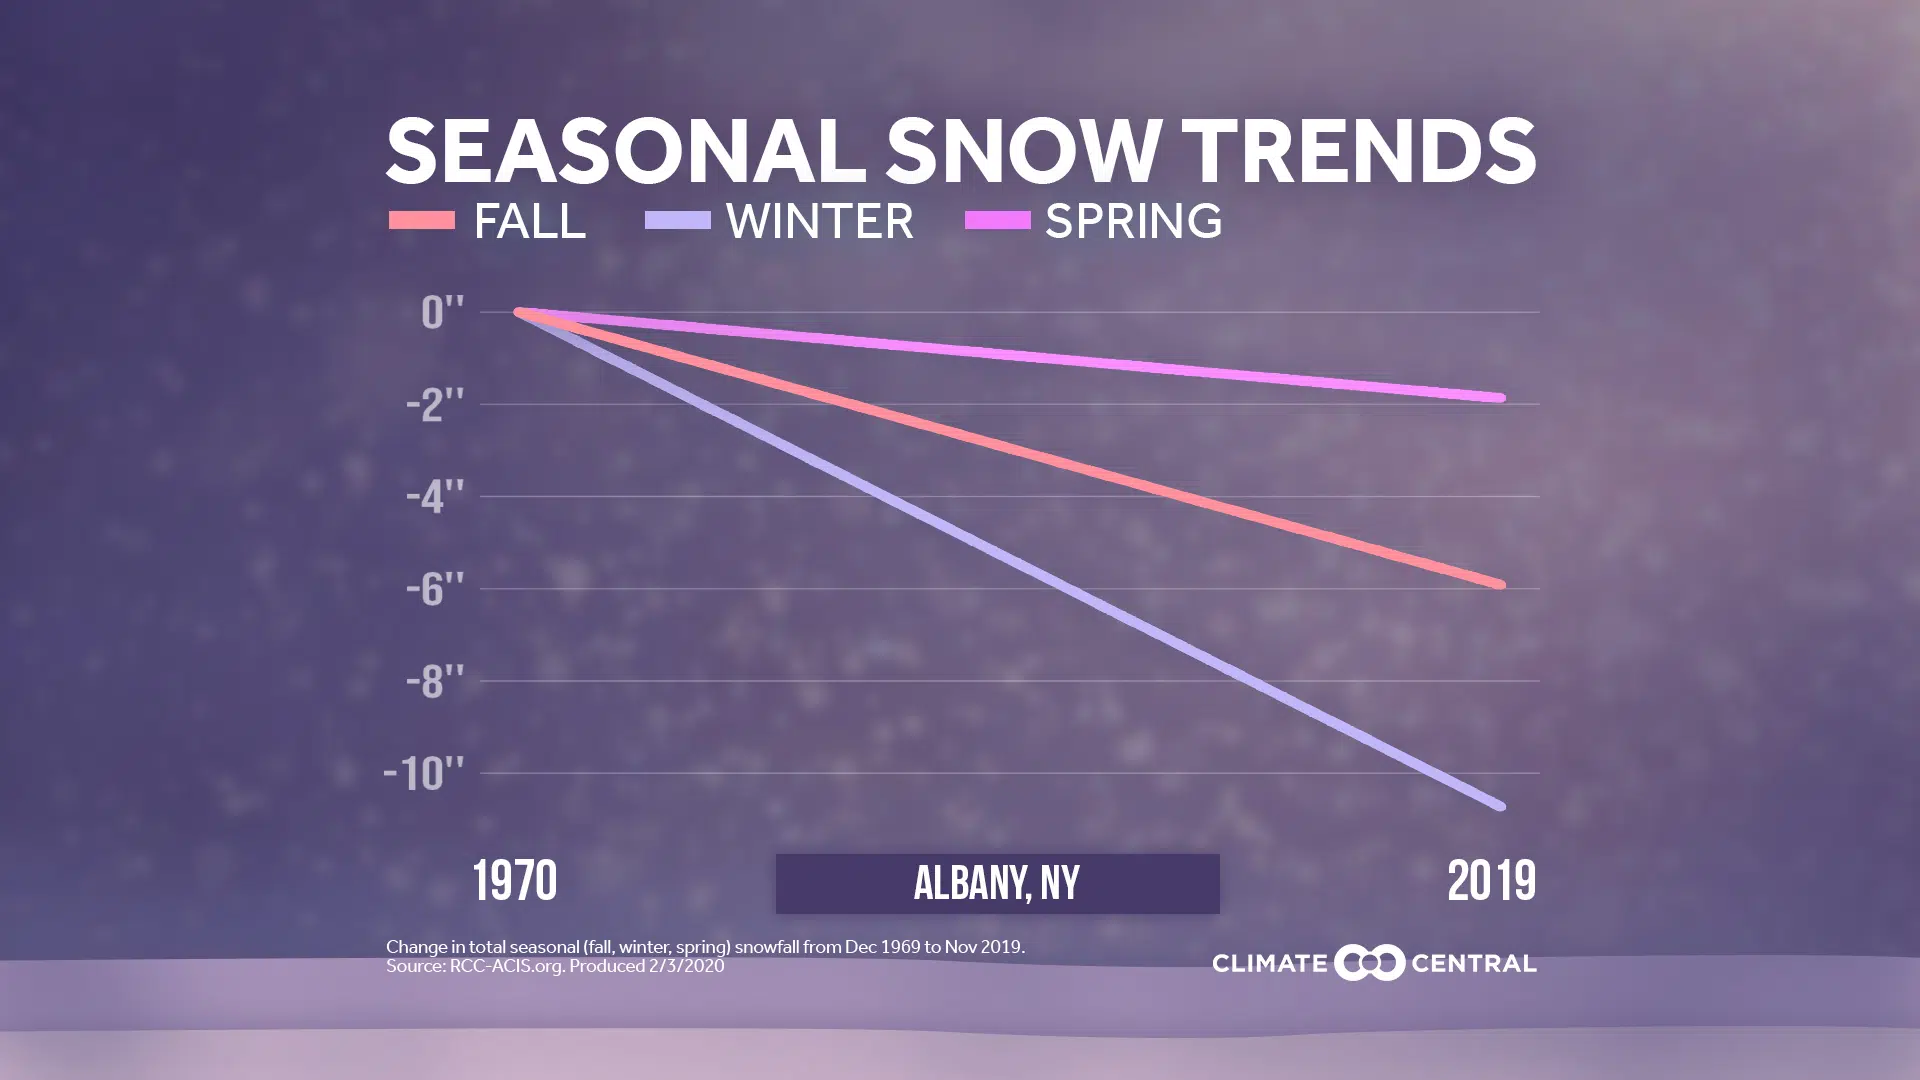 SEASONAL SNOW TRENDS
FALL WINTER SPRING
0''
-2''
-4''
-6''
-8''
-10''
1970 ALBANY, NY 2019
Change in total seasonal (fall, winter, spring) snowfall from Dec 1969 to Nov 2019.
Source: RCC-ACIS.org. Produced 2/3/2020
CLIMATE CENTRAL